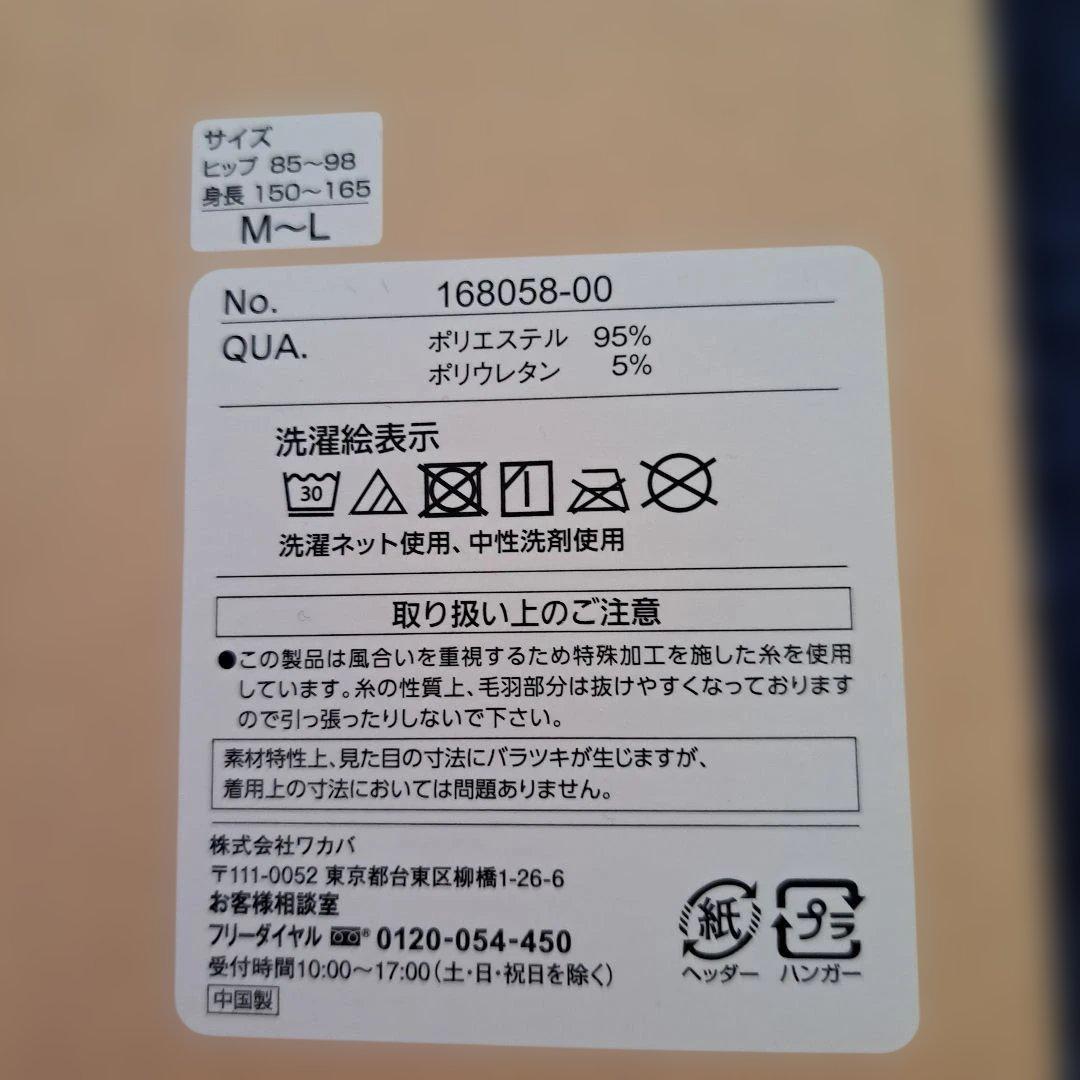 サイズ
ヒップ 85～98
身長 150～165
M～L
No. 168058-00
QUA. ポリエステル 95%
ポリウレタン 5%
洗濯絵表示
30
洗濯ネット使用、中性洗剤使用
取り扱い上のご注意
●この製品は風合いを重視するため特殊加工を施した糸を使用
しています。糸の性質上、毛羽部分は抜けやすくなっております
ので引っ張ったりしないで下さい。
素材特性上、見た目の寸法にバラツキが生じますが、
着用上の寸法においては問題ありません。
株式会社ワカバ
〒111-0052 東京都台東区柳橋1-26-6
お客様相談室
フリーダイヤル ® 0120-054-450
受付時間10:00～17:00(土・日・祝日を除く)
中国製
紙 プラ
ヘッダー ハンガー